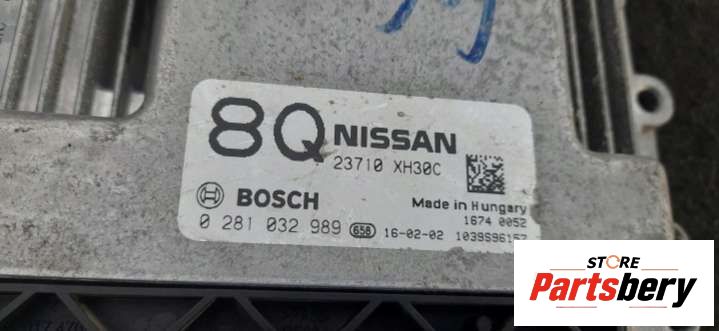 8Q NISSAN
23710 XH30C
BOSCH
Made in Hungary
1674 0052
0 281 032 989 658 16-02-02 1039S96157
STORE
Partsbery